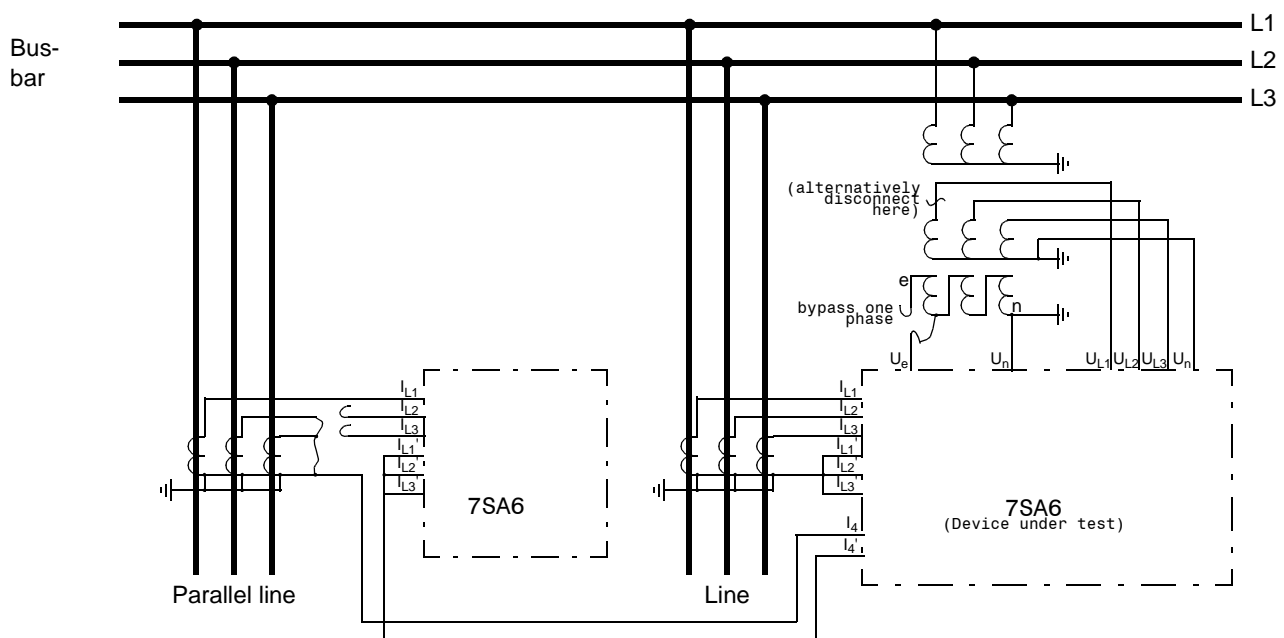 L1
Bus-
bar
L2
L3
(alternatively
disconnect
here)
e
n
bypass one
phase
Ue Un UL1 UL2 UL3 Un
IL1
IL2
IL3
IL1'
IL2'
IL3'
7SA6
IL1
IL2
IL3
IL1'
IL2'
IL3'
7SA6
(Device under test)
I4
I4'
Parallel line
Line